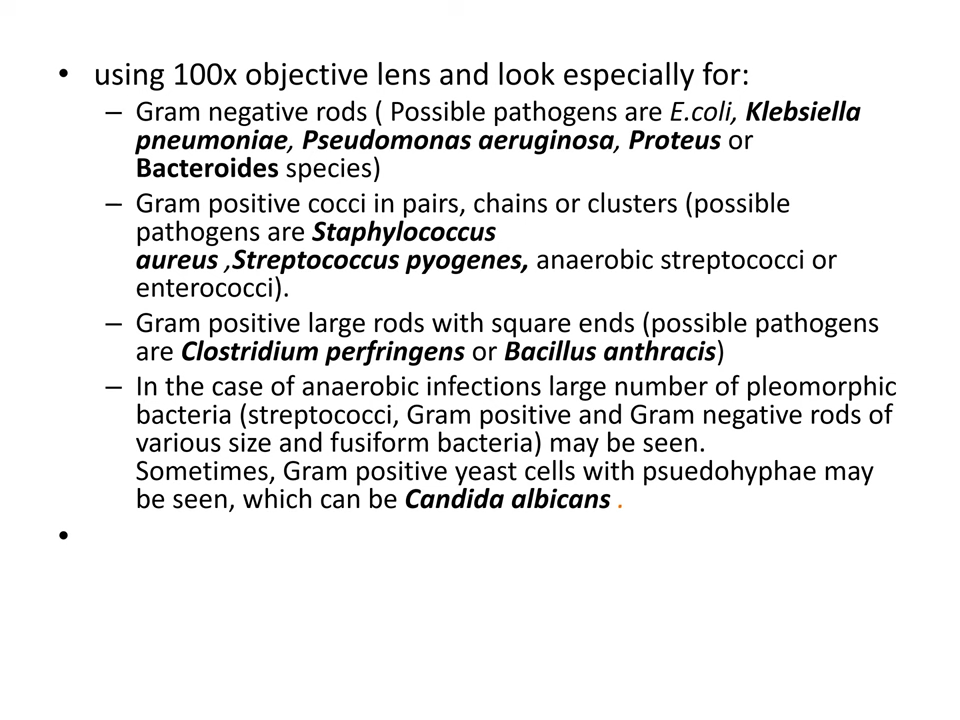 • using 100x objective lens and look especially for:
– Gram negative rods ( Possible pathogens are E.coli, Klebsiella
pneumoniae, Pseudomonas aeruginosa, Proteus or
Bacteroides species)
– Gram positive cocci in pairs, chains or clusters (possible
pathogens are Staphylococcus
aureus ,Streptococcus pyogenes, anaerobic streptococci or
enterococci).
– Gram positive large rods with square ends (possible pathogens
are Clostridium perfringens or Bacillus anthracis)
– In the case of anaerobic infections large number of pleomorphic
bacteria (streptococci, Gram positive and Gram negative rods of
various size and fusiform bacteria) may be seen.
Sometimes, Gram positive yeast cells with psuedohyphae may
be seen, which can be Candida albicans .
•